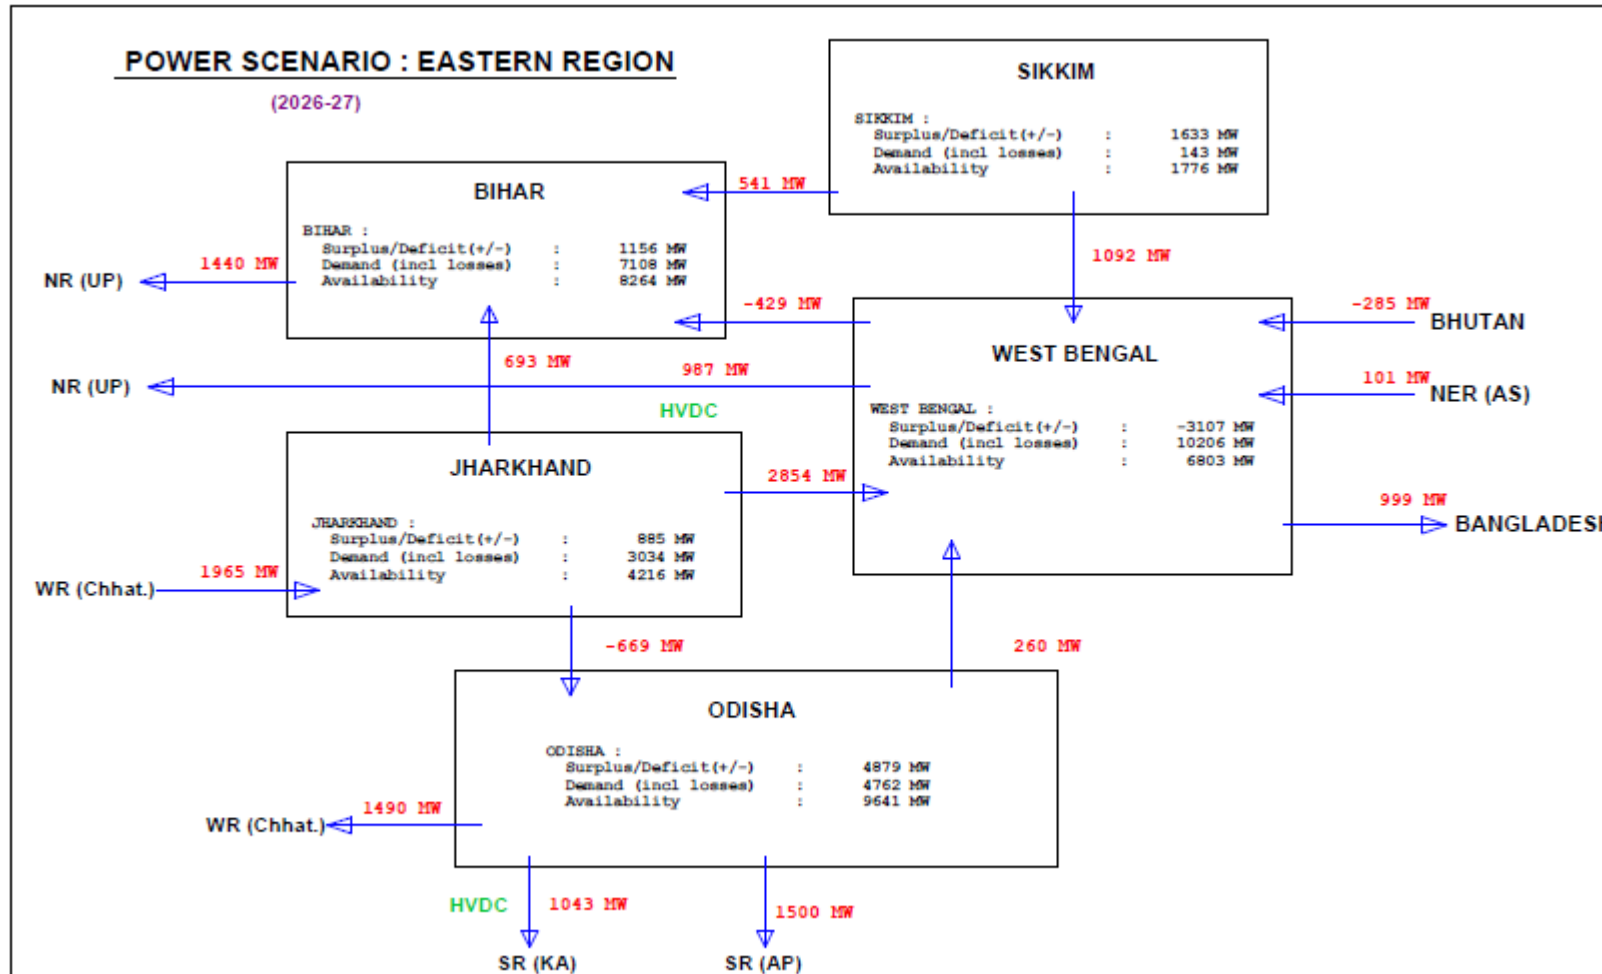 POWER SCENARIO : EASTERN REGION
(2026-27)
SIKKIM
SIKKIM :
Surplus/Deficit(+/-) : 1633 MW
Demand (incl losses) : 143 MW
Availability : 1776 MW
BIHAR
BIHAR :
Surplus/Deficit(+/-) : 1156 MW
Demand (incl losses) : 7108 MW
Availability : 8264 MW
541 MW
1092 MW
1440 MW
NR (UP)
-429 MW
-285 MW
BHUTAN
693 MW
987 MW
NR (UP)
HVDC
101 MW
NER (AS)
WEST BENGAL
WEST BENGAL :
Surplus/Deficit(+/-) : -3107 MW
Demand (incl losses) : 10206 MW
Availability : 6803 MW
JHARKHAND
JHARKHAND :
Surplus/Deficit(+/-) : 885 MW
Demand (incl losses) : 3034 MW
Availability : 4216 MW
2854 MW
999 MW
BANGLADESH
1965 MW
WR (Chhat.)
-669 MW
260 MW
ODISHA
ODISHA :
Surplus/Deficit(+/-) : 4879 MW
Demand (incl losses) : 4762 MW
Availability : 9641 MW
1490 MW
WR (Chhat.)
HVDC
1043 MW
1500 MW
SR (KA)
SR (AP)